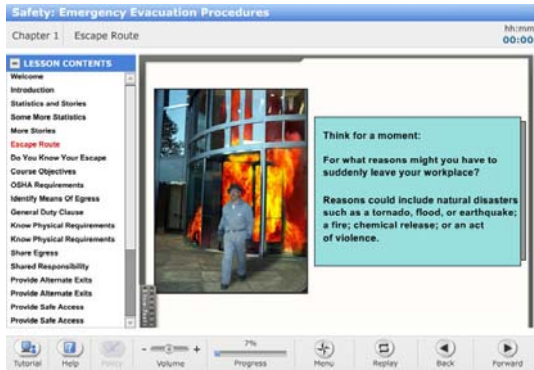 Safety: Emergency Evacuation Procedures
Chapter 1 Escape Route
hh:mm
00:00
LESSON CONTENTS
Welcome
Introduction
Statistics and Stories
Some More Statistics
More Stories
Escape Route
Do You Know Your Escape
Course Objectives
OSHA Requirements
Identify Means Of Egress
General Duty Clause
Know Physical Requirements
Know Physical Requirements
Share Egress
Shared Responsibility
Provide Alternate Exits
Provide Alternate Exits
Provide Safe Access
Provide Safe Access
Think for a moment:
For what reasons might you have to
suddenly leave your workplace?
Reasons could include natural disasters
such as a tornado, flood, or earthquake;
a fire; chemical release; or an act
of violence.
7%
Tutorial Help Policy - + Volume Progress Menu Replay Back Forward